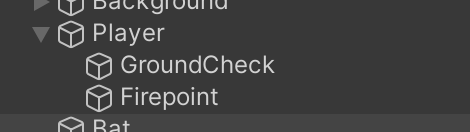 Background
Player
GroundCheck
Firepoint
Bat